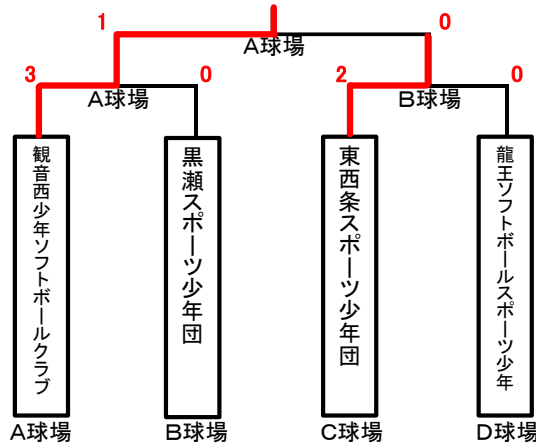 1
0
A球場
3
0
2
0
A球場
B球場
観音西少年ソフトボールクラブ
黒瀬スポーツ少年団
東西条スポーツ少年団
龍王ソフトボールスポーツ少年
A球場
B球場
C球場
D球場